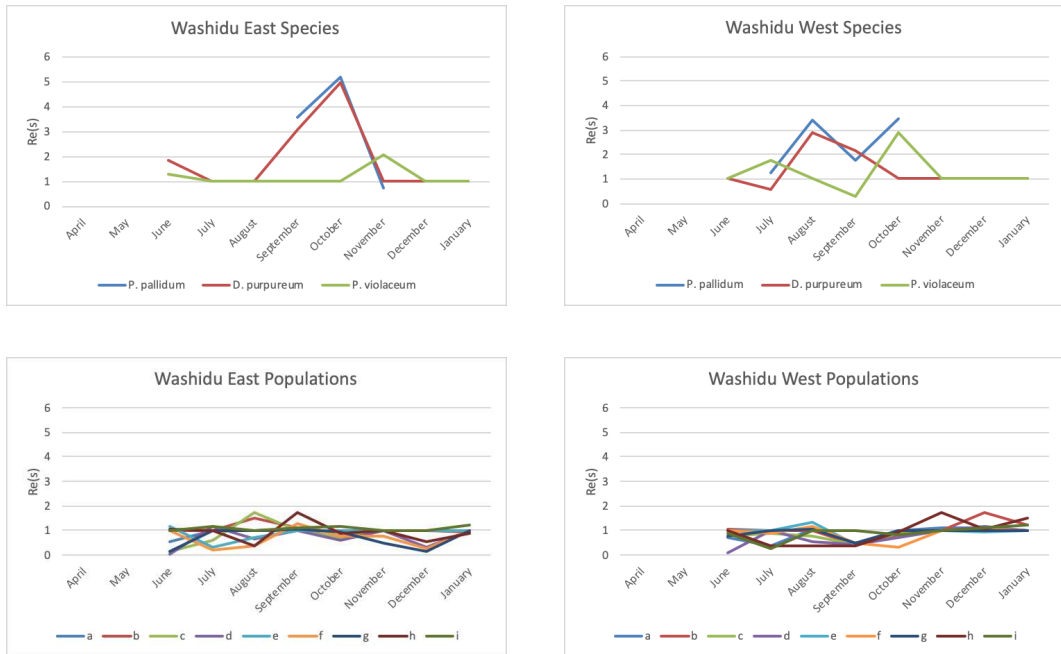 Washidu East Species
Re(s)
6
5
4
3
2
1
0
April
May
June
July
August
September
October
November
December
January
P. pallidum D. purpureum P. violaceum
Washidu West Species
Re(s)
6
5
4
3
2
1
0
April
May
June
July
August
September
October
November
December
January
P. pallidum D. purpureum P. violaceum
Washidu East Populations
Re(s)
6
5
4
3
2
1
0
April
May
June
July
August
September
October
November
December
January
a b c d e f g h i
Washidu West Populations
Re(s)
6
5
4
3
2
1
0
April
May
June
July
August
September
October
November
December
January
a b c d e f g h i